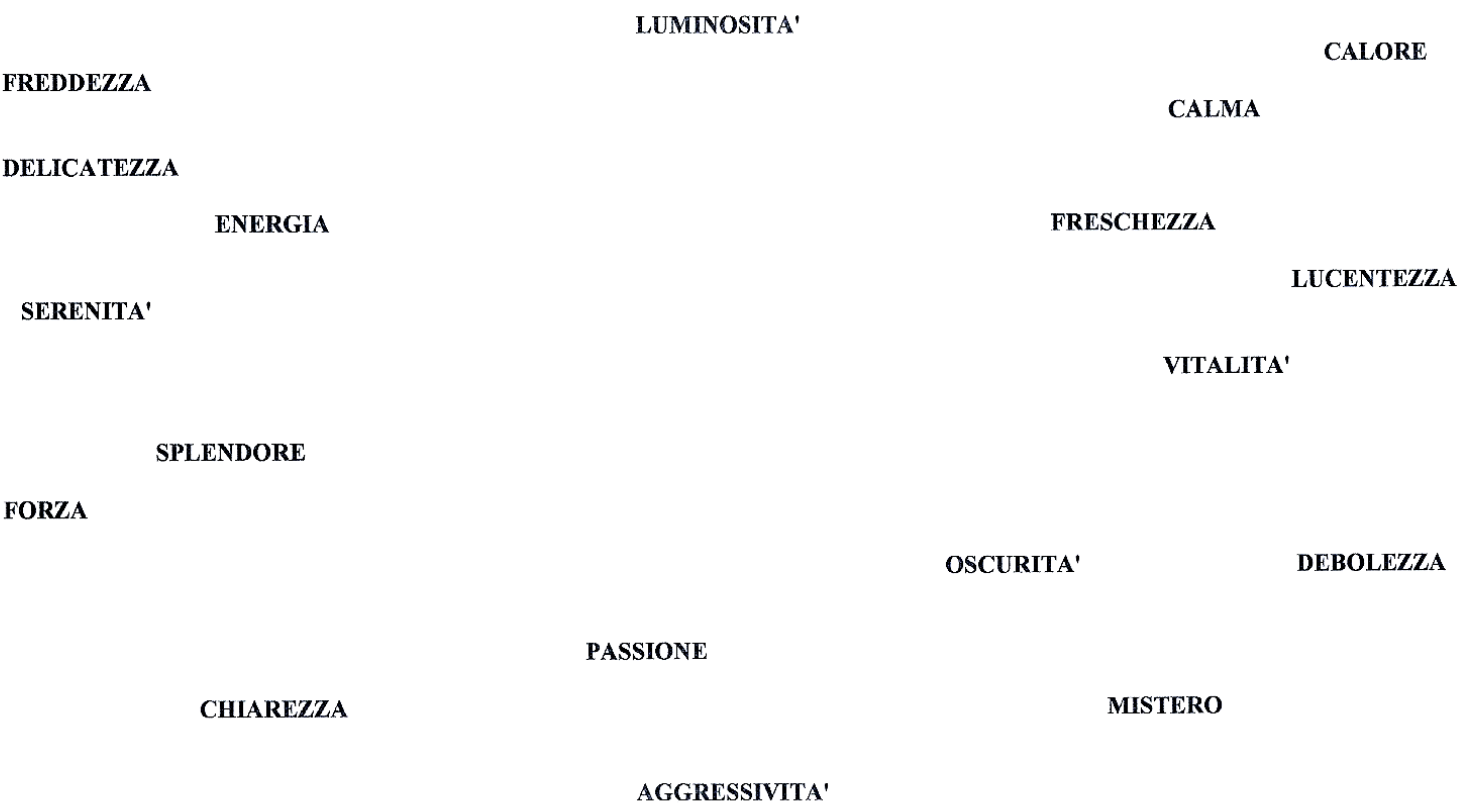 LUMINOSITA'
CALORE
FREDDEZZA
CALMA
DELICATEZZA
ENERGIA
FRESCHEZZA
LUCENTEZZA
SERENITA'
VITALITA'
SPLENDORE
FORZA
OSCURITA' DEBOLEZZA
PASSIONE
CHIAREZZA
MISTERO
AGGRESSIVITA'